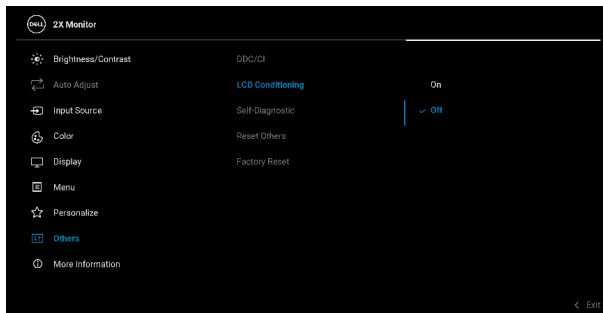 DELL 2X Monitor
Brightness/Contrast DDC/CI
Auto Adjust LCD Conditioning On
Input Source Self-Diagnostic Off
Color Reset Others
Display Factory Reset
Menu
Personalize
Others
More Information
Exit